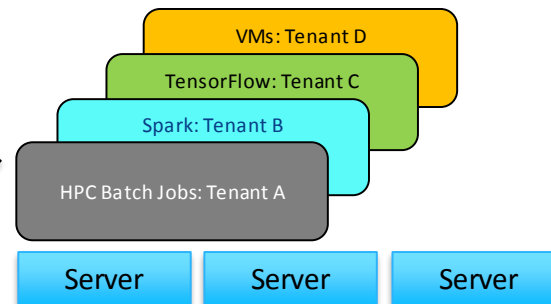 VMs: Tenant D
TensorFlow: Tenant C
Spark: Tenant B
HPC Batch Jobs: Tenant A
Server Server Server